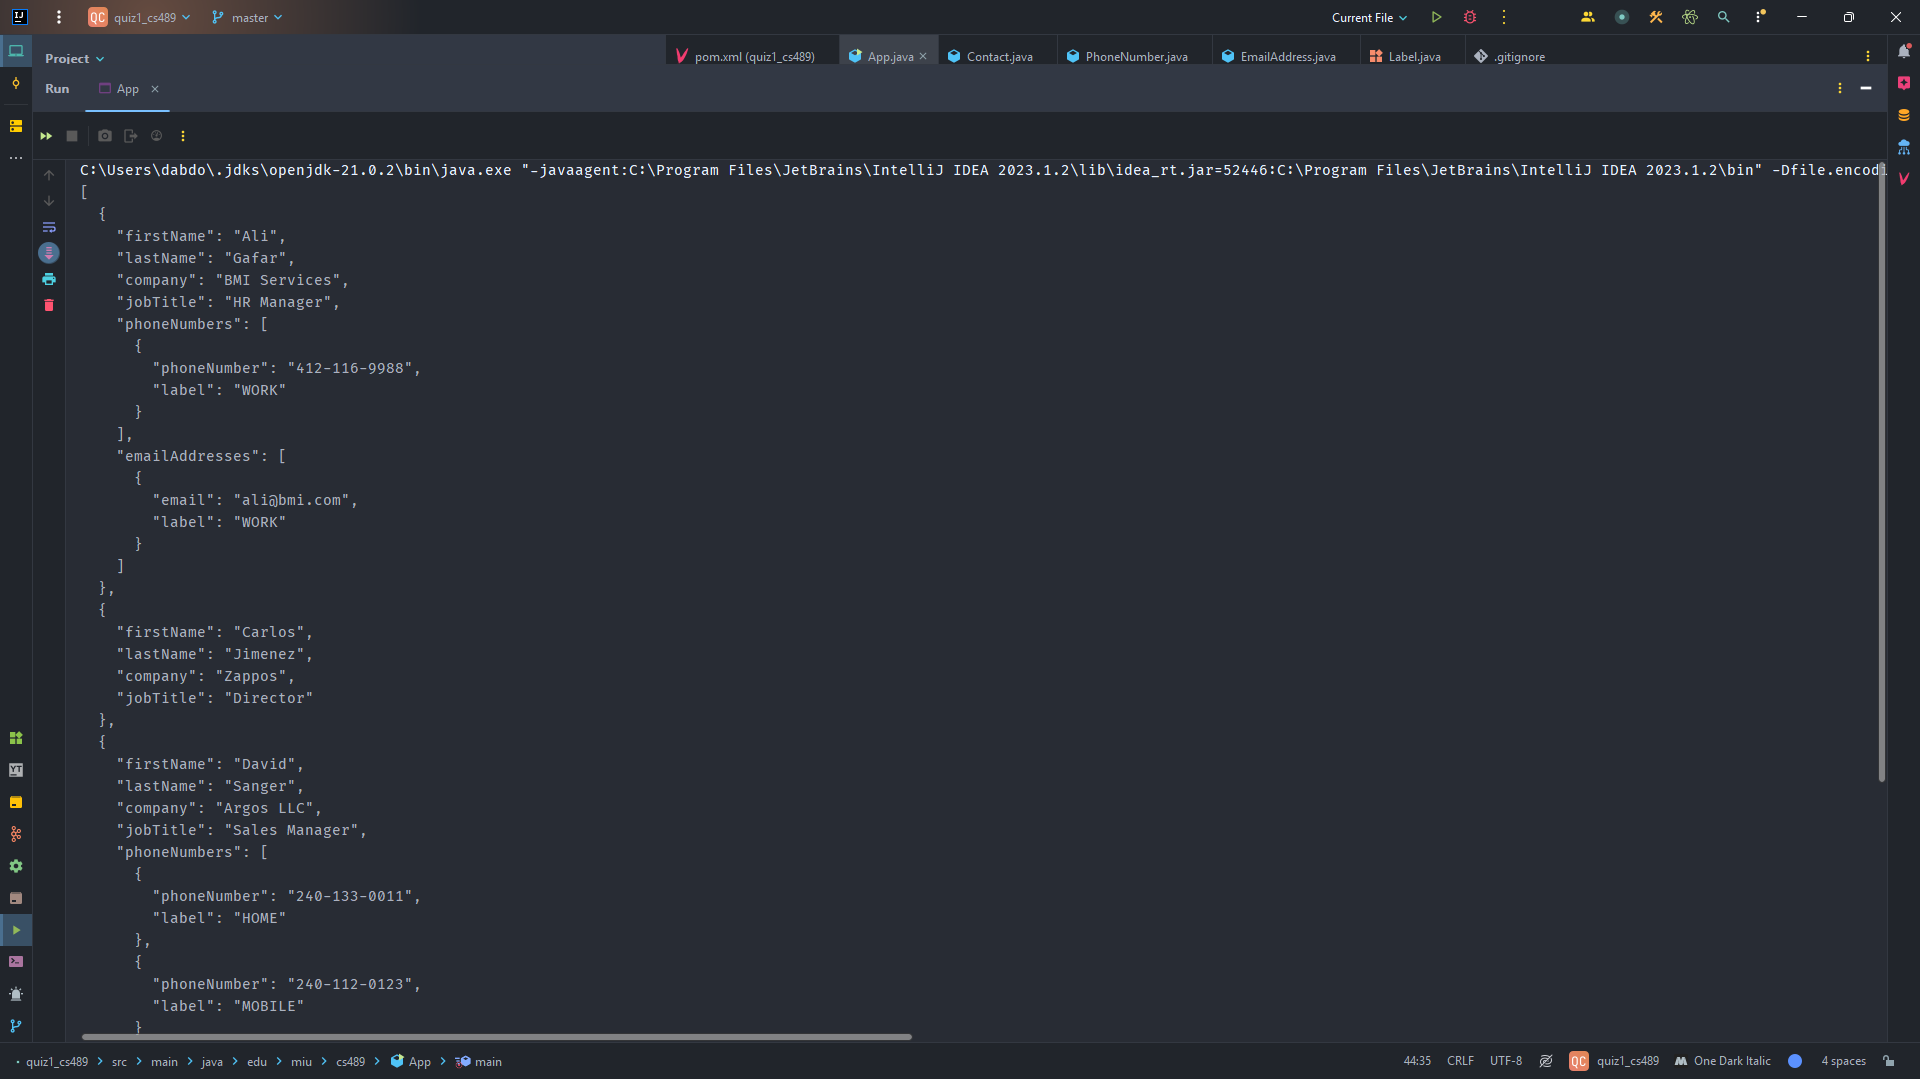 QC quiz1_cs489 master Current File
Project pom.xml (quiz1_cs489) App.java Contact.java PhoneNumber.java EmailAddress.java Label.java .gitignore
Run App
C:\Users\dabdo\.jdks\openjdk-21.0.2\bin\java.exe "-javaagent:C:\Program Files\JetBrains\IntelliJ IDEA 2023.1.2\lib\idea_rt.jar=52446:C:\Program Files\JetBrains\IntelliJ IDEA 2023.1.2\bin" -Dfile.encodi
[
  {
    "firstName": "Ali",
    "lastName": "Gafar",
    "company": "BMI Services",
    "jobTitle": "HR Manager",
    "phoneNumbers": [
      {
        "phoneNumber": "412-116-9988",
        "label": "WORK"
      }
    ],
    "emailAddresses": [
      {
        "email": "ali@bmi.com",
        "label": "WORK"
      }
    ]
  },
  {
    "firstName": "Carlos",
    "lastName": "Jimenez",
    "company": "Zappos",
    "jobTitle": "Director"
  },
  {
    "firstName": "David",
    "lastName": "Sanger",
    "company": "Argos LLC",
    "jobTitle": "Sales Manager",
    "phoneNumbers": [
      {
        "phoneNumber": "240-133-0011",
        "label": "HOME"
      },
      {
        "phoneNumber": "240-112-0123",
        "label": "MOBILE"
      }
quiz1_cs489 > src > main > java > edu > miu > cs489 > App > main 44:35 CRLF UTF-8 QC quiz1_cs489 One Dark Italic 4 spaces